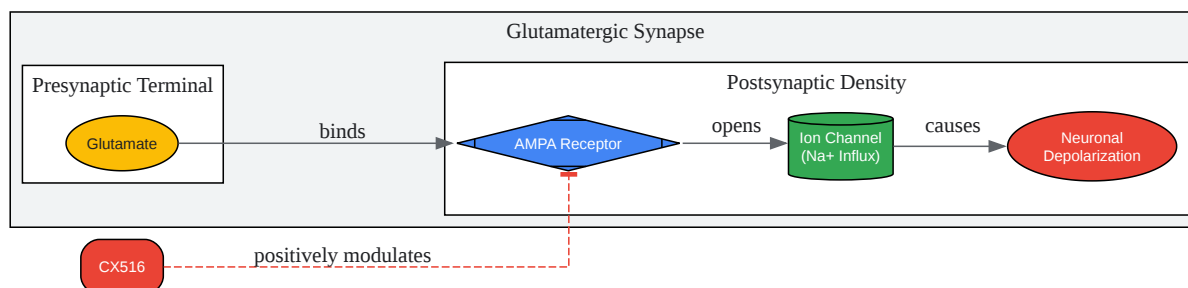 Glutamatergic Synapse
Presynaptic Terminal
Postsynaptic Density
Glutamate
binds
AMPA Receptor
opens
Ion Channel
(Na+ Influx)
causes
Neuronal
Depolarization
CX516
positively modulates